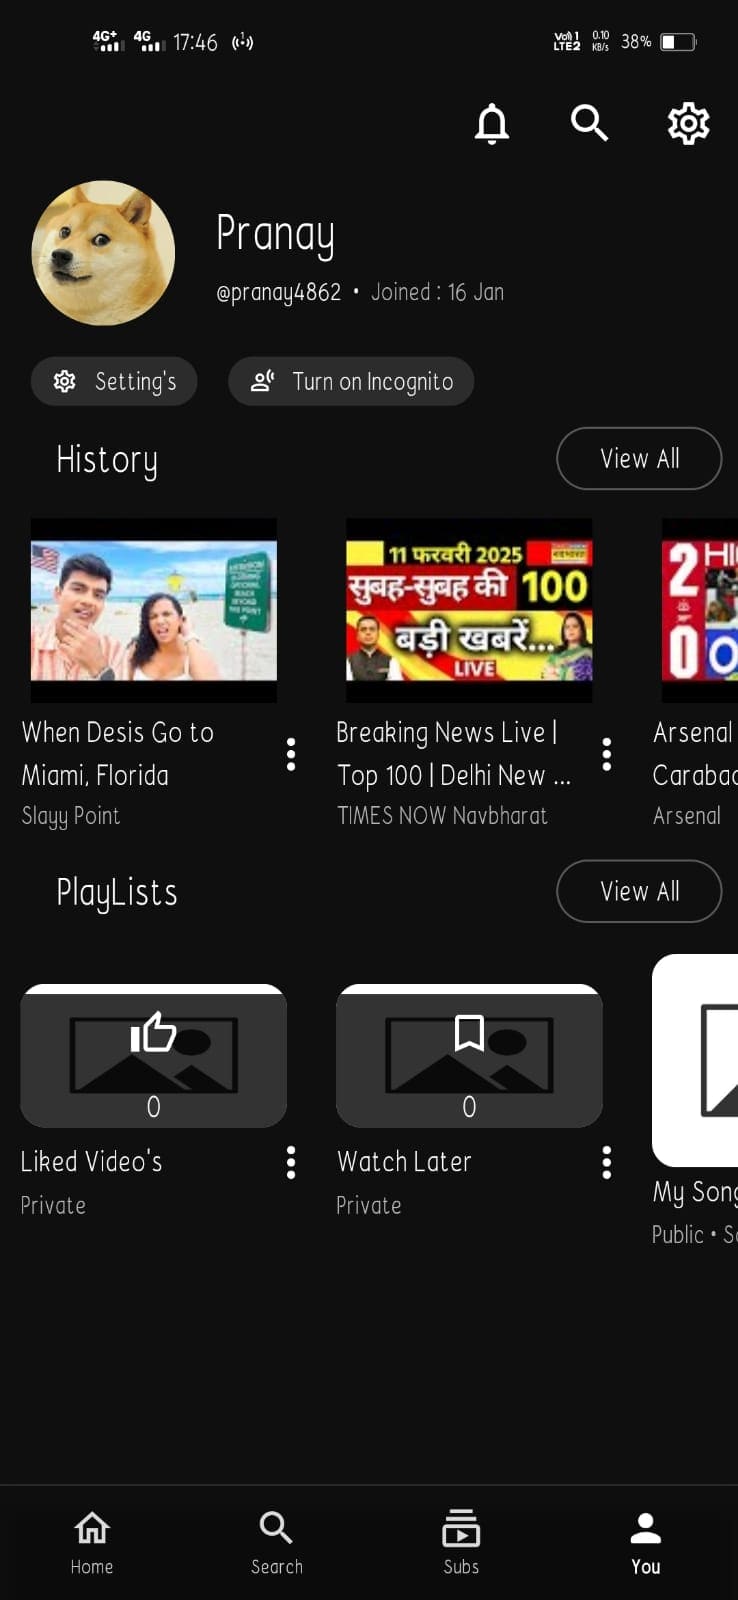 4G+ 4G 17:46
Vo)) 1 LTE2 0.10 KB/s 38%
Pranay
@pranay4862 • Joined : 16 Jan
Setting's
Turn on Incognito
History
View All
11 फरवरी 2025
सुबह-सुबह की 100
बड़ी खबरें...
LIVE
2
0
HI
When Desis Go to
Miami, Florida
Slayy Point
Breaking News Live |
Top 100 | Delhi New ...
TIMES NOW Navbharat
Arsenal
Carabao
Arsenal
PlayLists
View All
0
0
Liked Video's
Private
Watch Later
Private
My Song
Public •
Home
Search
Subs
You